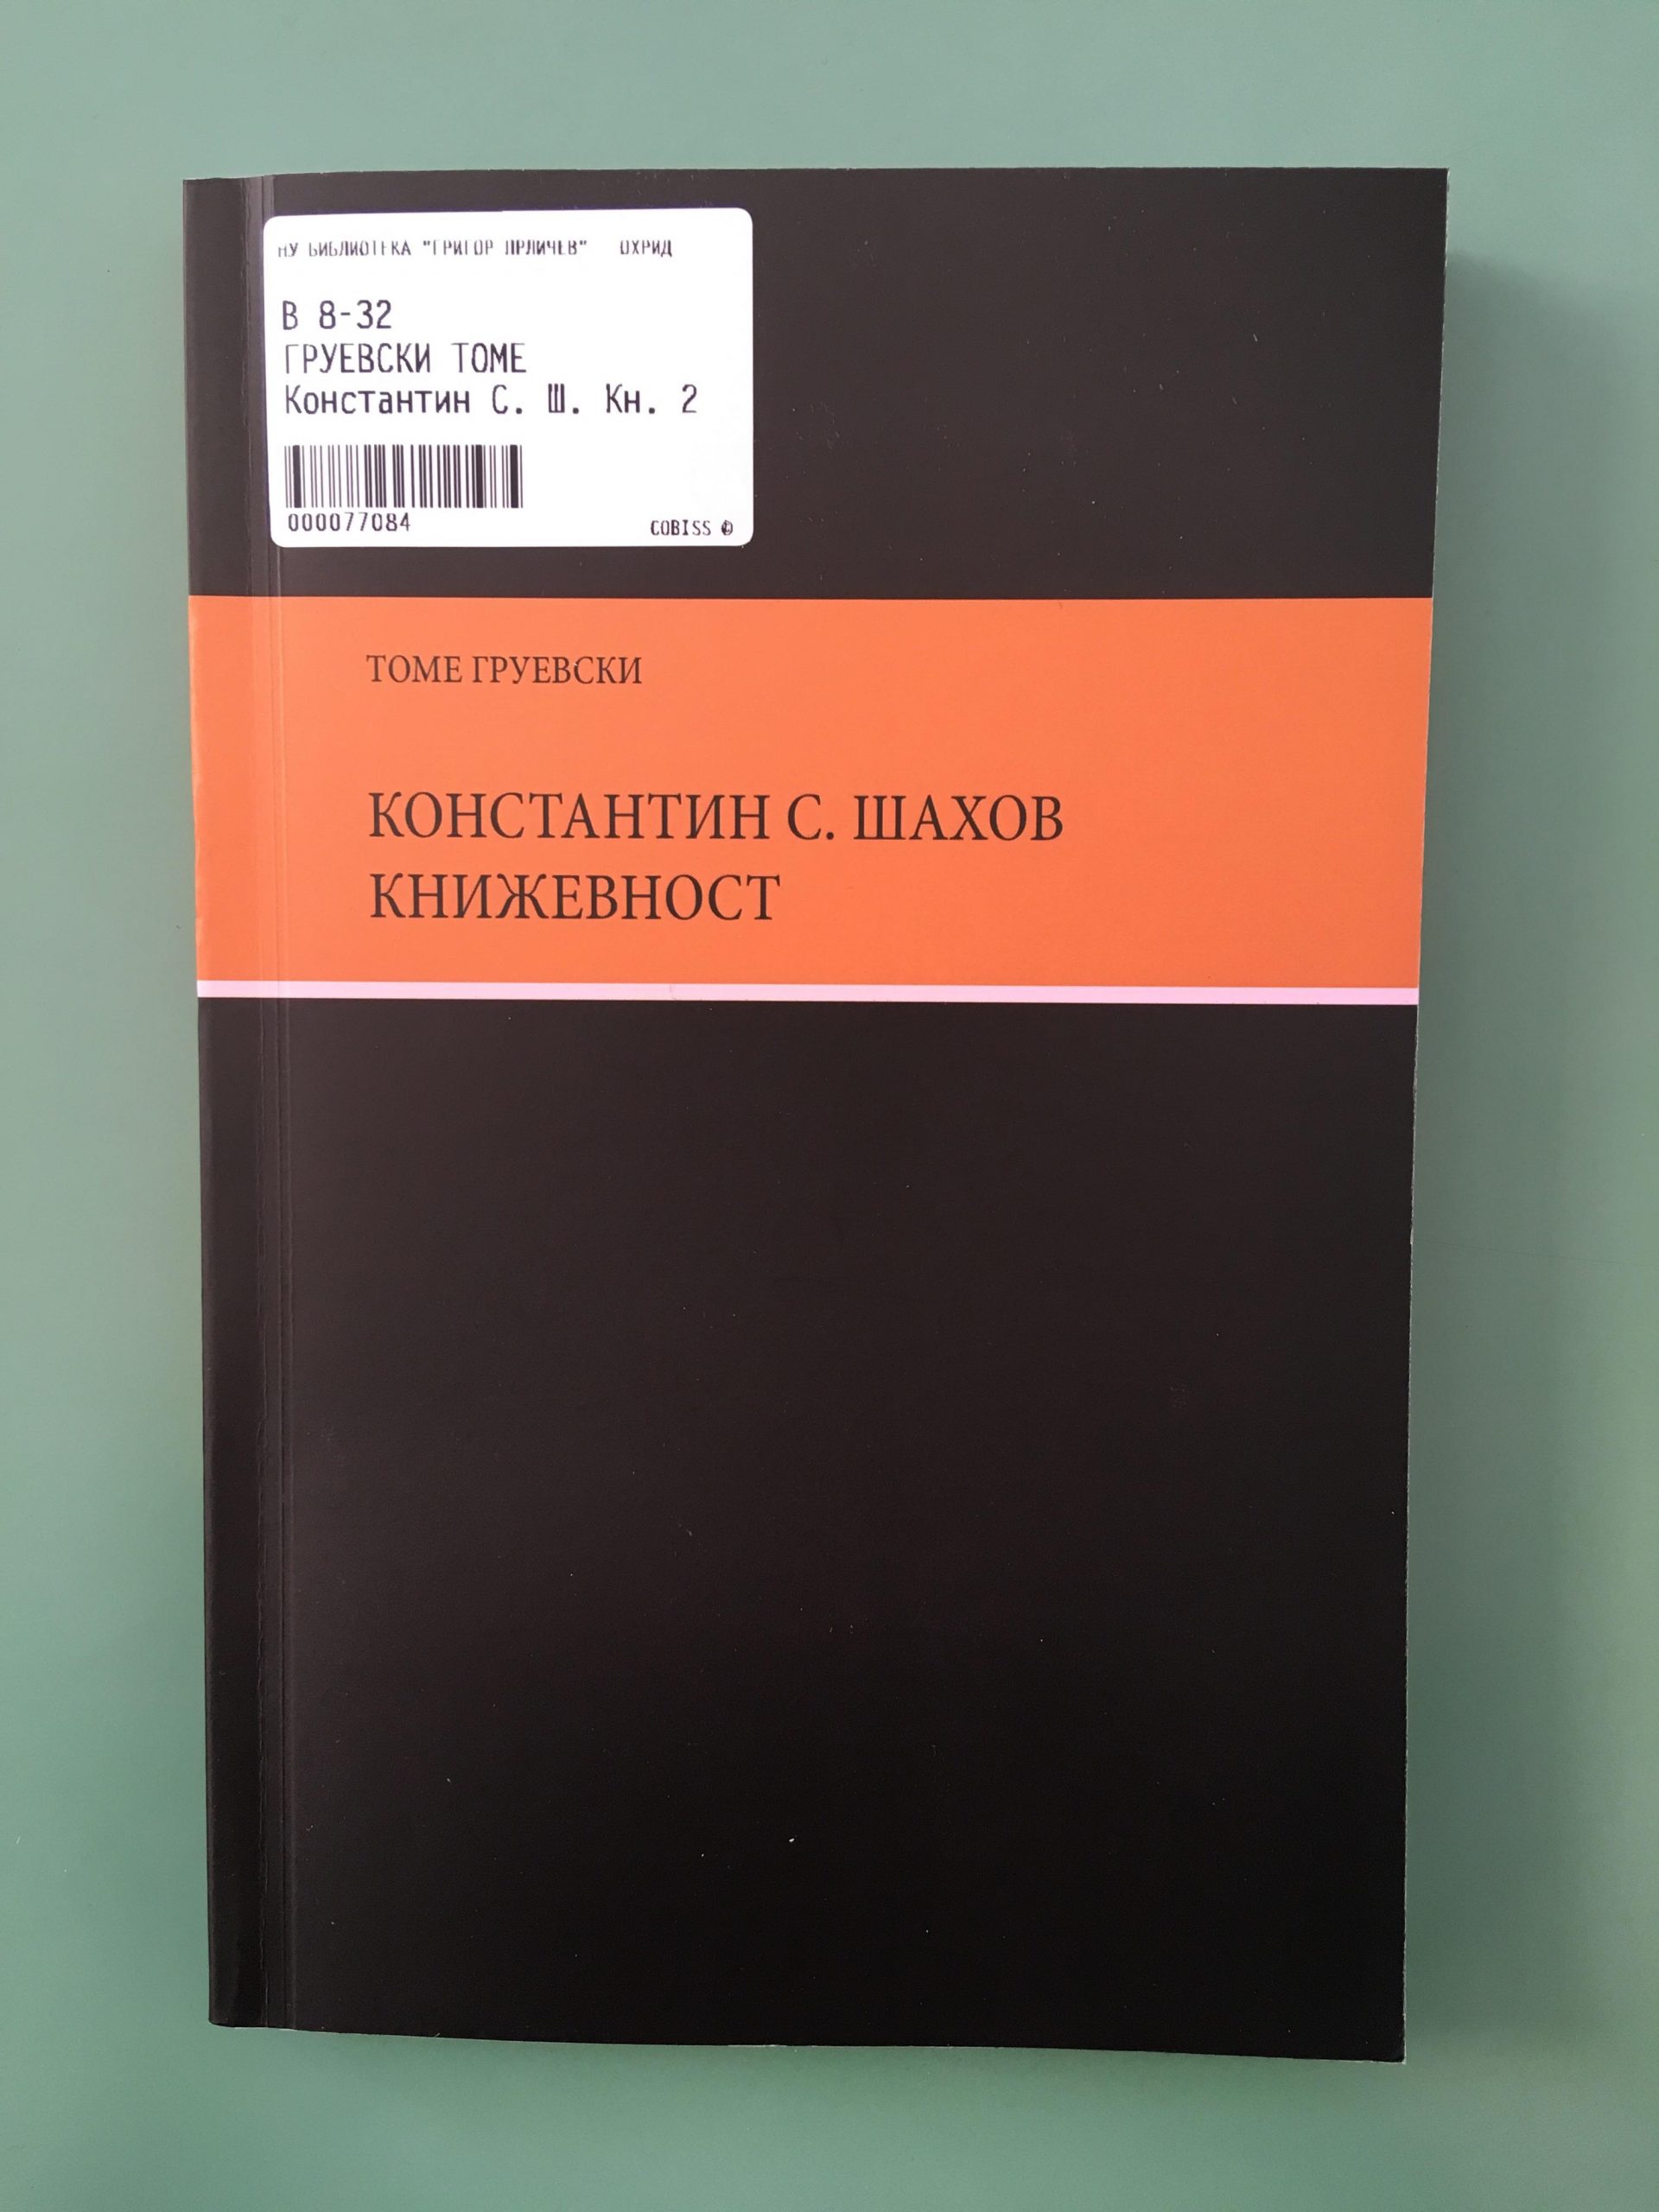 НУ БИБЛИОТЕКА "ГРИГОР ПРЛИЧЕВ" ОХРИД
В 8-32
ГРУЕВСКИ ТОМЕ
Константин С. Ш. Кн. 2
000077084
COBISS ©
ТОМЕ ГРУЕВСКИ
КОНСТАНТИН С. ШАХОВ
КНИЖЕВНОСТ